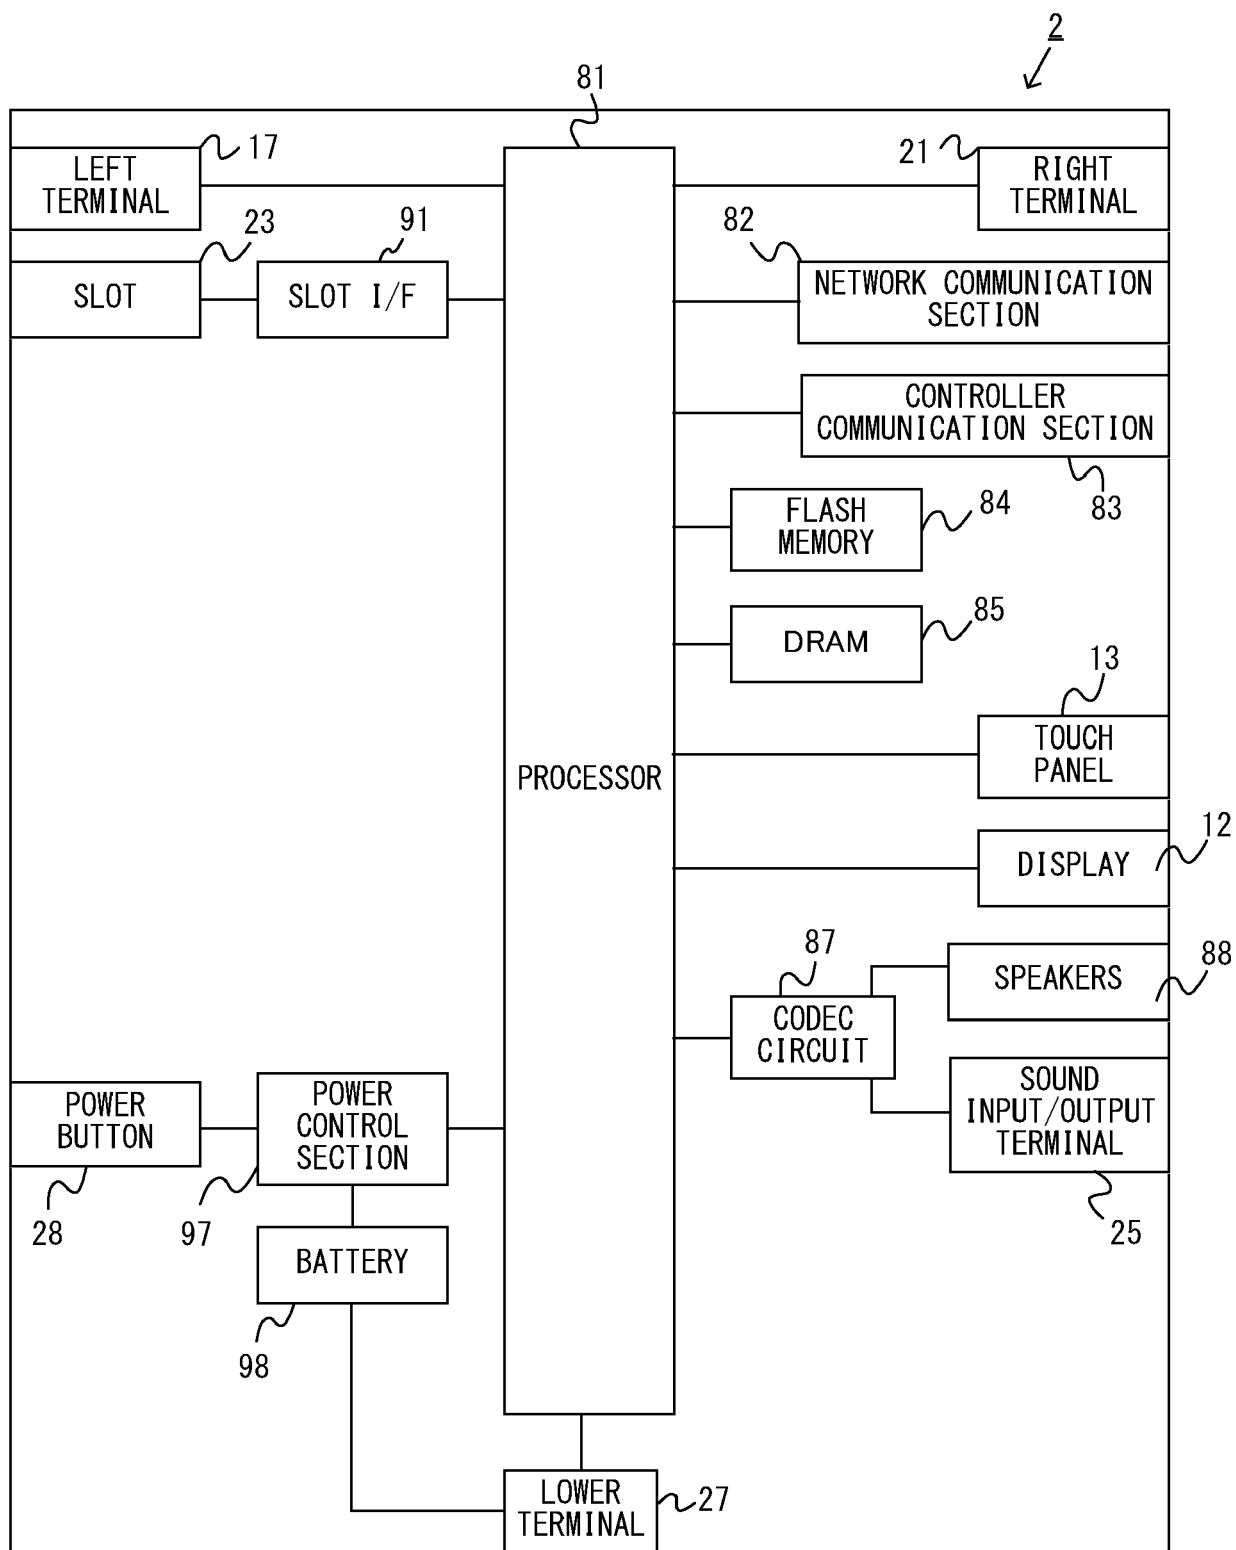 2
81
17
LEFT
TERMINAL
21
RIGHT
TERMINAL
23
SLOT
91
SLOT I/F
82
NETWORK COMMUNICATION
SECTION
CONTROLLER
COMMUNICATION SECTION
83
FLASH
MEMORY
84
DRAM
85
13
TOUCH
PANEL
PROCESSOR
DISPLAY
12
87
CODEC
CIRCUIT
SPEAKERS
88
SOUND
INPUT/OUTPUT
TERMINAL
25
POWER
BUTTON
28
POWER
CONTROL
SECTION
97
BATTERY
98
LOWER
TERMINAL
27